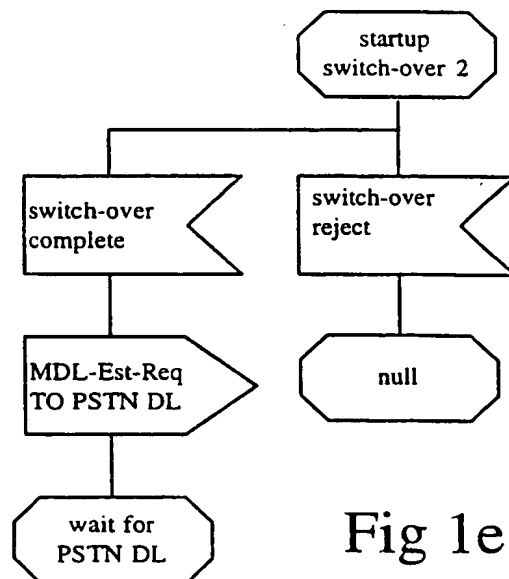 startup
switch-over 2
switch-over
complete
switch-over
reject
MDL-Est-Req
TO PSTN DL
null
wait for
PSTN DL
Fig 1e